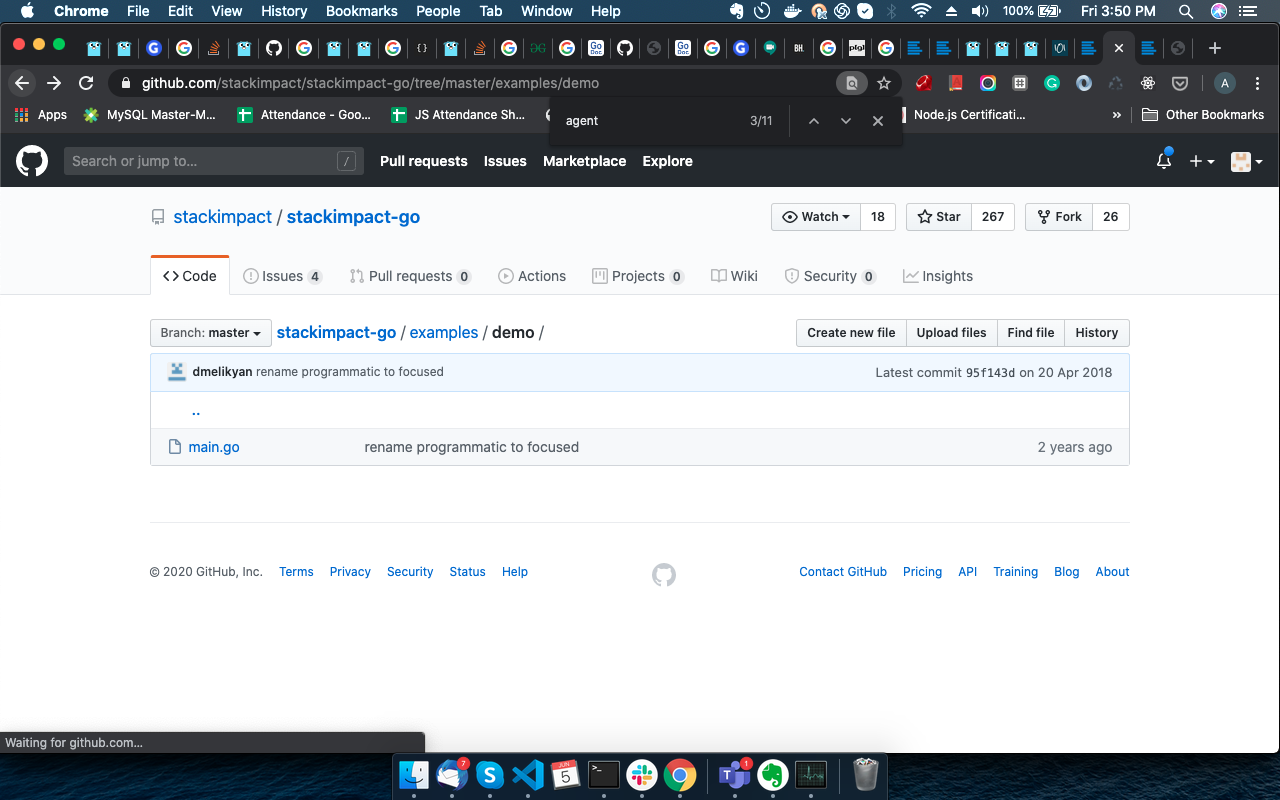 Chrome File Edit View History Bookmarks People Tab Window Help 100% Fri 3:50 PM
github.com/stackimpact/stackimpact-go/tree/master/examples/demo
A
Apps MySQL Master-M... Attendance - Goo... JS Attendance Sh... Node.js Certificati... » Other Bookmarks
agent 3/11
Search or jump to... / Pull requests Issues Marketplace Explore
stackimpact / stackimpact-go
Watch 18 Star 267 Fork 26
Code Issues 4 Pull requests 0 Actions Projects 0 Wiki Security 0 Insights
Branch: master stackimpact-go / examples / demo /
Create new file Upload files Find file History
dmelikyan rename programmatic to focused Latest commit 95f143d on 20 Apr 2018
..
main.go rename programmatic to focused 2 years ago
© 2020 GitHub, Inc. Terms Privacy Security Status Help
Contact GitHub Pricing API Training Blog About
Waiting for github.com...
7
JUN
5
1